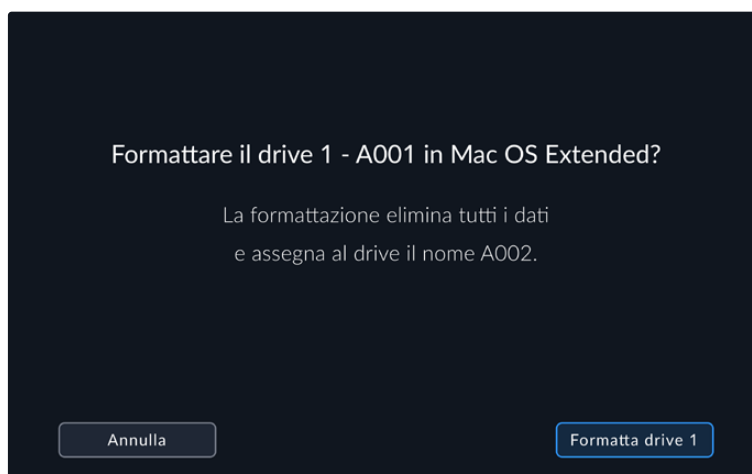 Formattare il drive 1 - A001 in Mac OS Extended?
La formattazione elimina tutti i dati
e assegna al drive il nome A002.
Annulla
Formatta drive 1